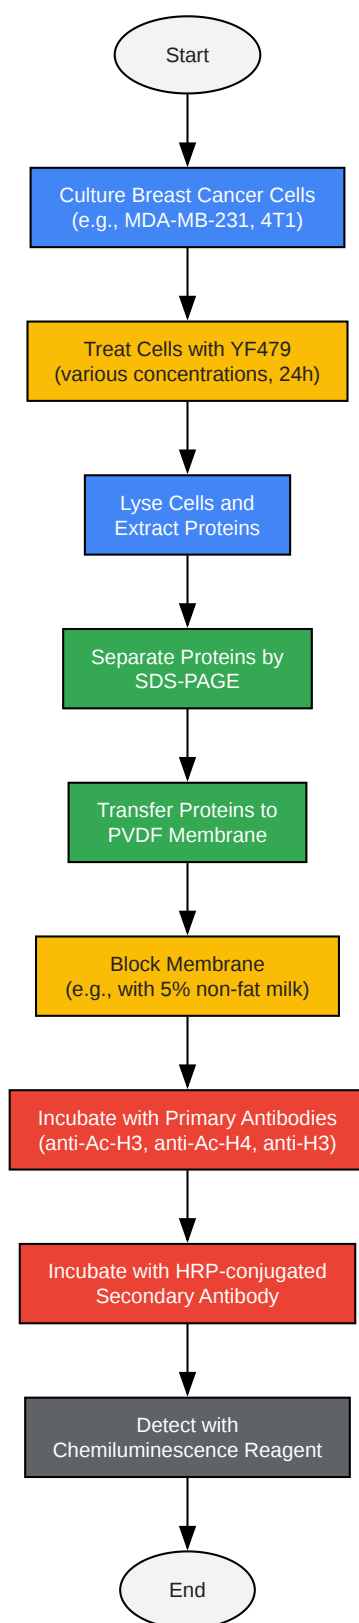 Start
Culture Breast Cancer Cells
(e.g., MDA-MB-231, 4T1)
Treat Cells with YF479
(various concentrations, 24h)
Lyse Cells and
Extract Proteins
Separate Proteins by
SDS-PAGE
Transfer Proteins to
PVDF Membrane
Block Membrane
(e.g., with 5% non-fat milk)
Incubate with Primary Antibodies
(anti-Ac-H3, anti-Ac-H4, anti-H3)
Incubate with HRP-conjugated
Secondary Antibody
Detect with
Chemiluminescence Reagent
End